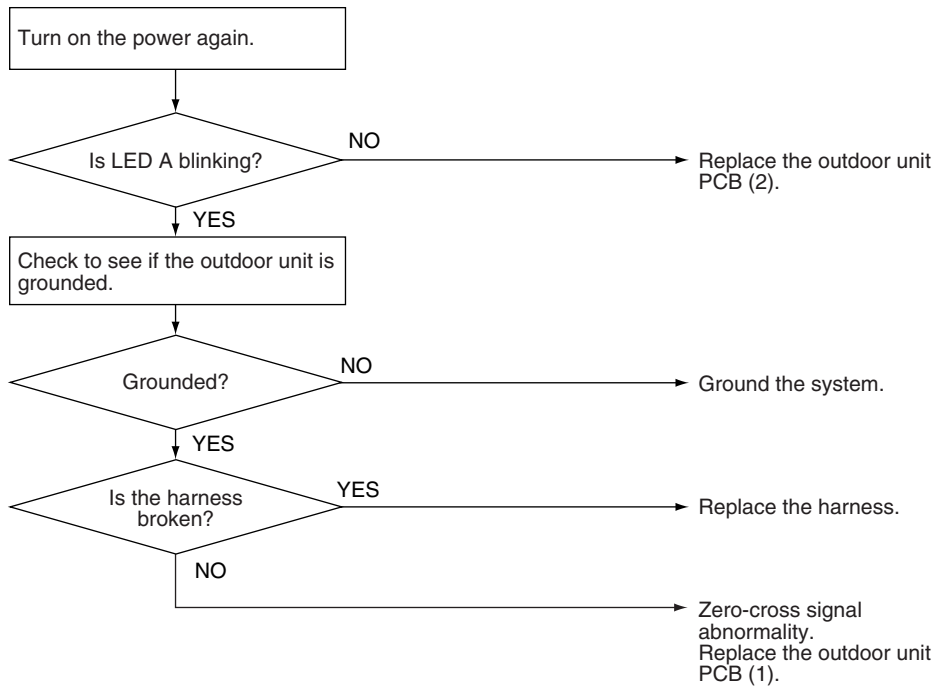 Turn on the power again.
NO
Is LED A blinking?
Replace the outdoor unit
PCB (2).
YES
Check to see if the outdoor unit is
grounded.
NO
Grounded?
Ground the system.
YES
YES
Is the harness
broken?
Replace the harness.
NO
Zero-cross signal
abnormality.
Replace the outdoor unit
PCB (1).